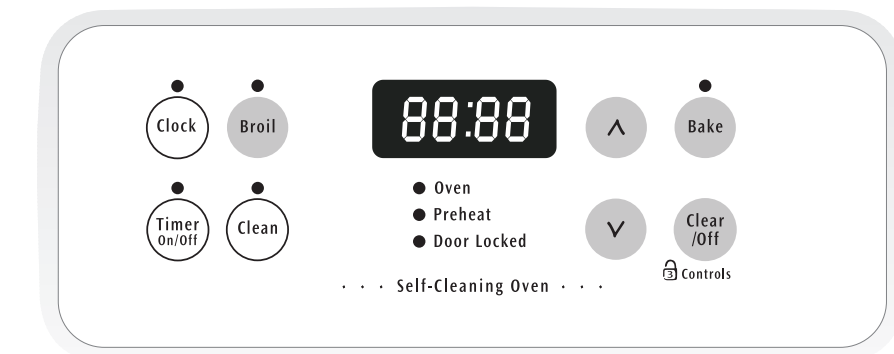 Clock
Broil
88:88
Bake
Timer
On/Off
Clean
Oven
Preheat
Door Locked
Clear
/Off
3 Controls
· · · Self-Cleaning Oven · · ·